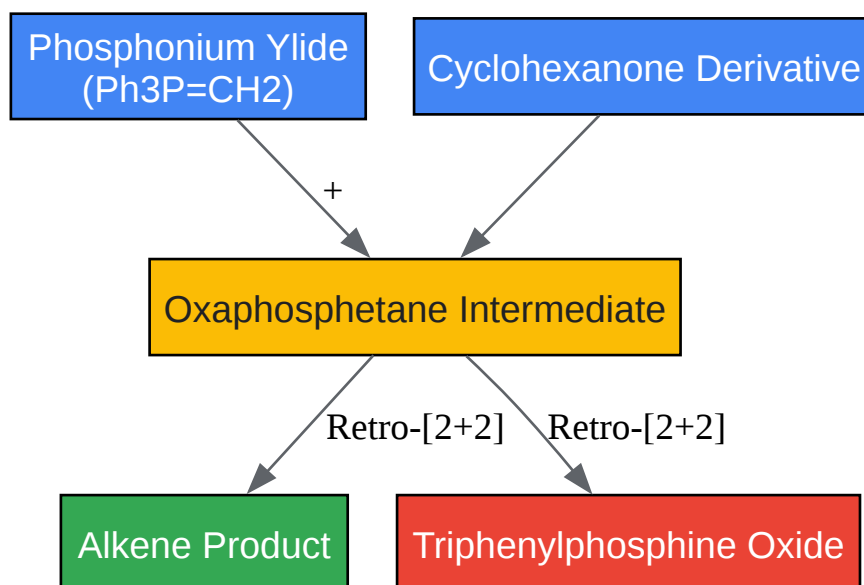 Phosphonium Ylide
(Ph3P=CH2)
Cyclohexanone Derivative
+
Oxaphosphetane Intermediate
Retro-[2+2]
Retro-[2+2]
Alkene Product
Triphenylphosphine Oxide